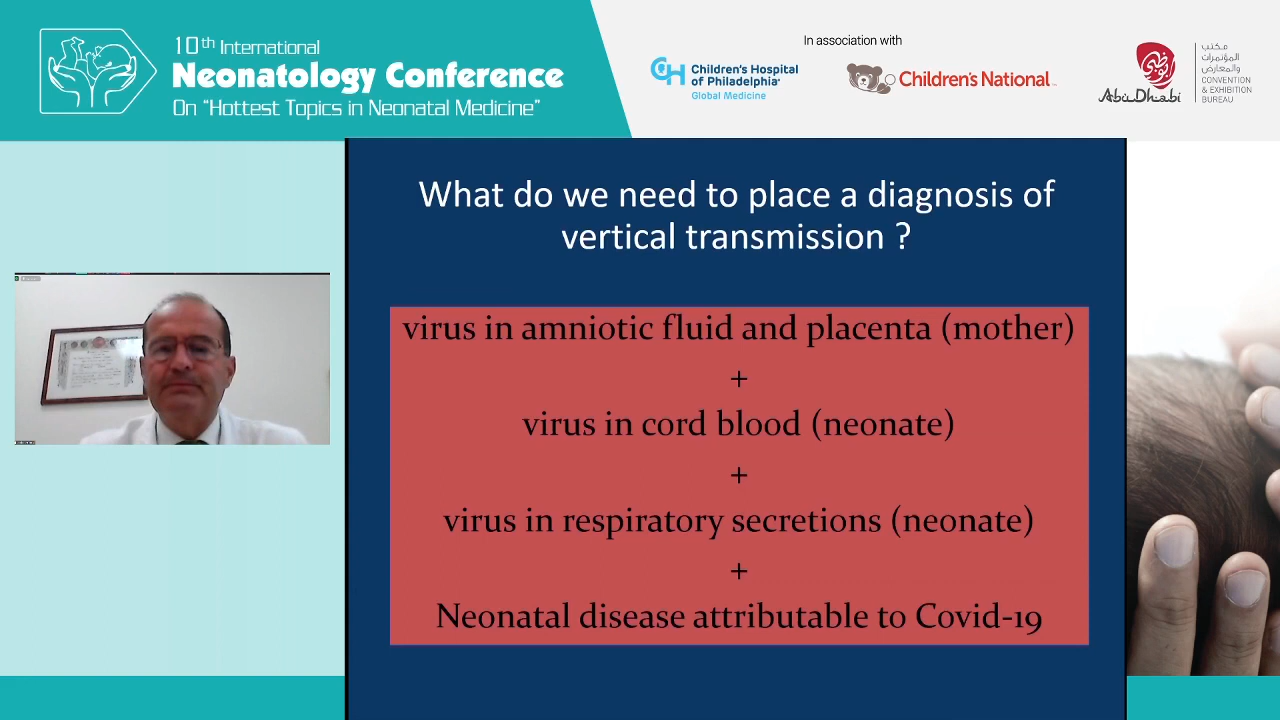 10th International
Neonatology Conference
On "Hottest Topics in Neonatal Medicine"
In association with
CH Children's Hospital
of Philadelphia
Global Medicine
Children's National
Abu Dhabi
أبوظبي
مكتب
المؤتمرات
والمعارض
CONVENTION
& EXHIBITION
BUREAU
What do we need to place a diagnosis of
vertical transmission ?
virus in amniotic fluid and placenta (mother)
+
virus in cord blood (neonate)
+
virus in respiratory secretions (neonate)
+
Neonatal disease attributable to Covid-19